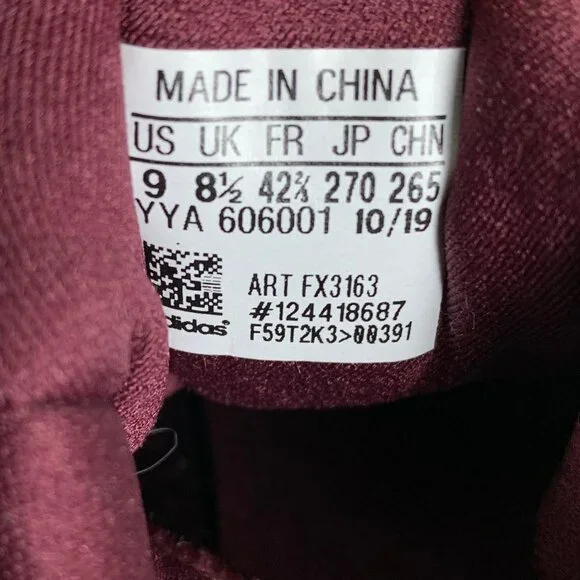 MADE IN CHINA
US UK FR JP CHN
9 8½ 42⅔ 270 265
YYA 606001 10/19
ART FX3163
#124418687
F59T2K3>00391
adidas